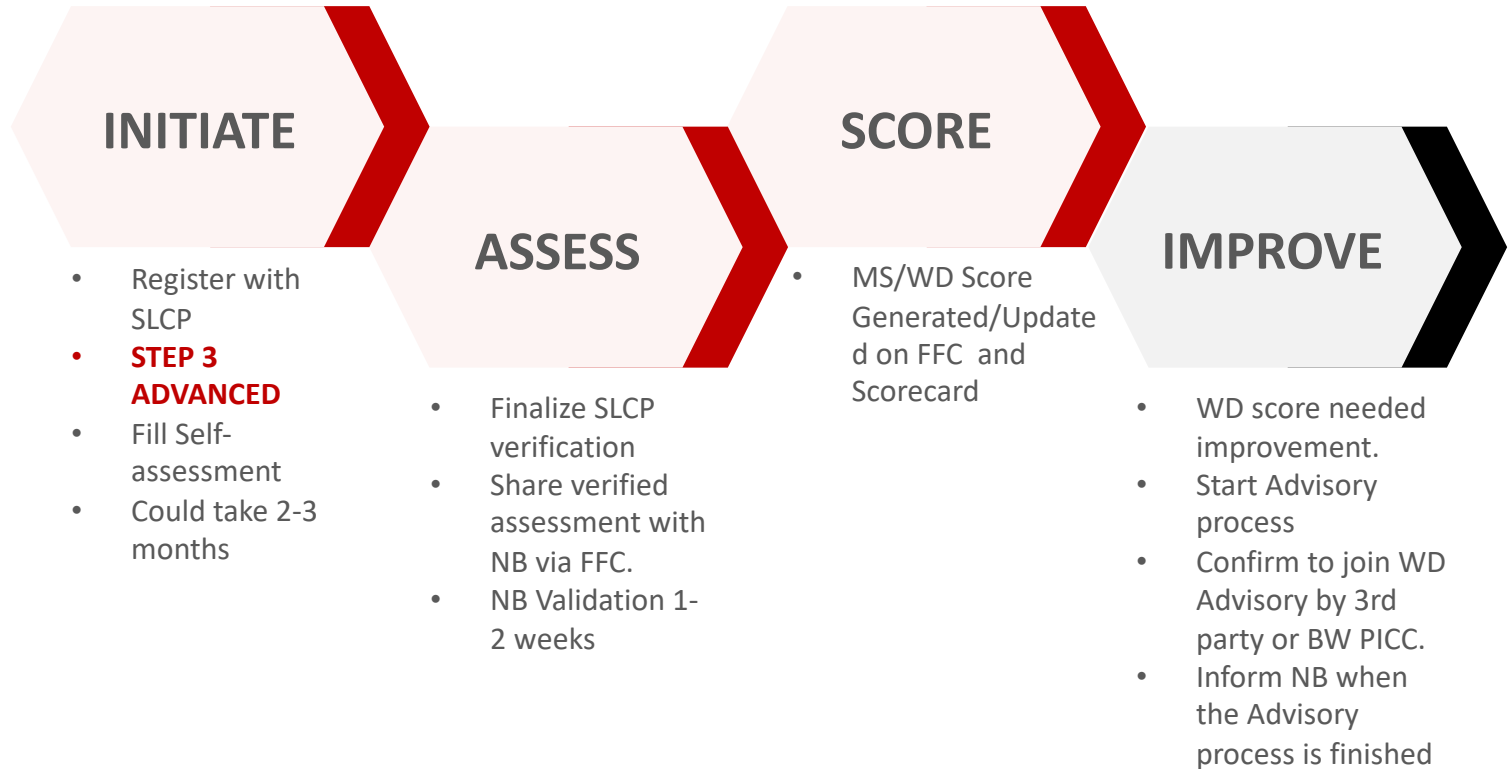 INITIATE
• Register with
SLCP
• STEP 3
ADVANCED
• Fill Self-
assessment
• Could take 2-3
months
ASSESS
• Finalize SLCP
verification
• Share verified
assessment with
NB via FFC.
• NB Validation 1-
2 weeks
SCORE
• MS/WD Score
Generated/Update
d on FFC and
Scorecard
IMPROVE
• WD score needed
improvement.
• Start Advisory
process
• Confirm to join WD
Advisory by 3rd
party or BW PICC.
• Inform NB when
the Advisory
process is finished